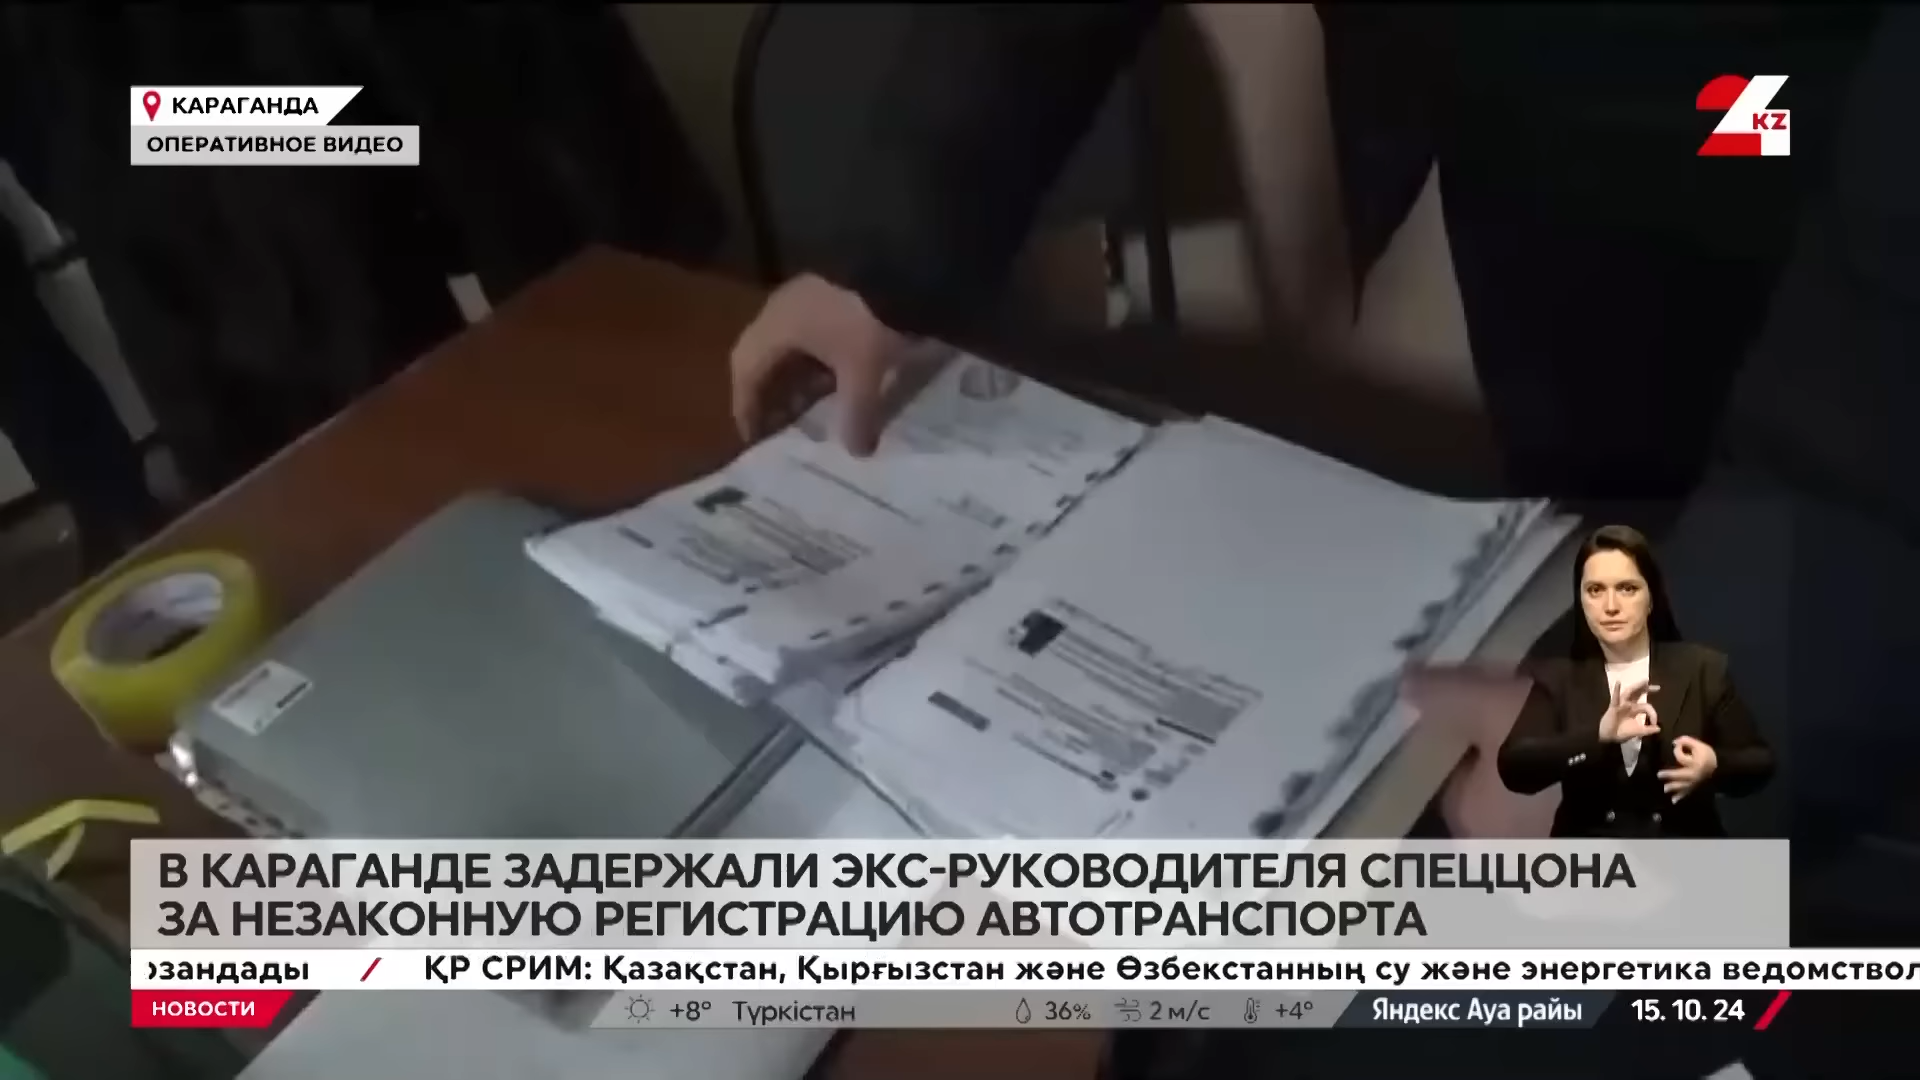 КАРАГАНДА
ОПЕРАТИВНОЕ ВИДЕО
24 KZ
В КАРАГАНДЕ ЗАДЕРЖАЛИ ЭКС-РУКОВОДИТЕЛЯ СПЕЦЦОНА
ЗА НЕЗАКОННУЮ РЕГИСТРАЦИЮ АВТОТРАНСПОРТА
/ ҚР СРИМ: Қазақстан, Қырғызстан және Өзбекстанның су және энергетика
НОВОСТИ
+8° Түркістан 36% 2 м/с +4° Яндекс Ауа райы 15. 10. 24